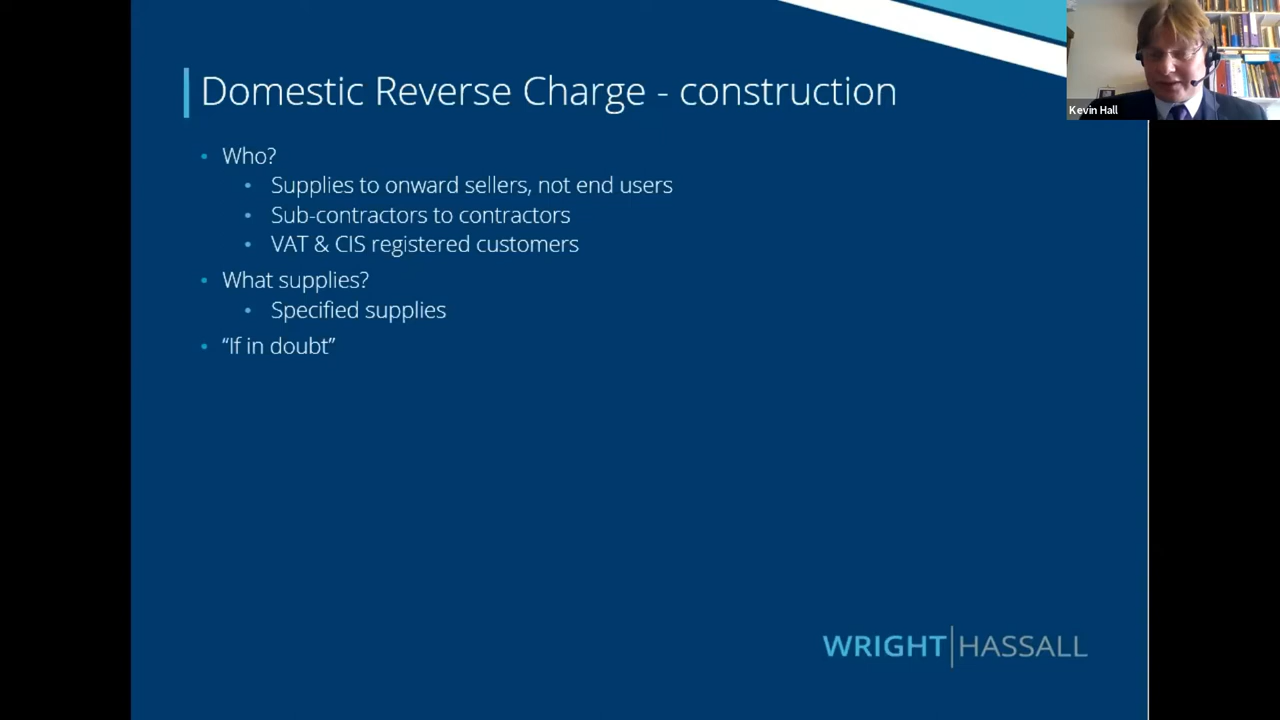 Domestic Reverse Charge - construction
Kevin Hall
• Who?
• Supplies to onward sellers, not end users
• Sub-contractors to contractors
• VAT & CIS registered customers
• What supplies?
• Specified supplies
• “If in doubt”
WRIGHT|HASSALL